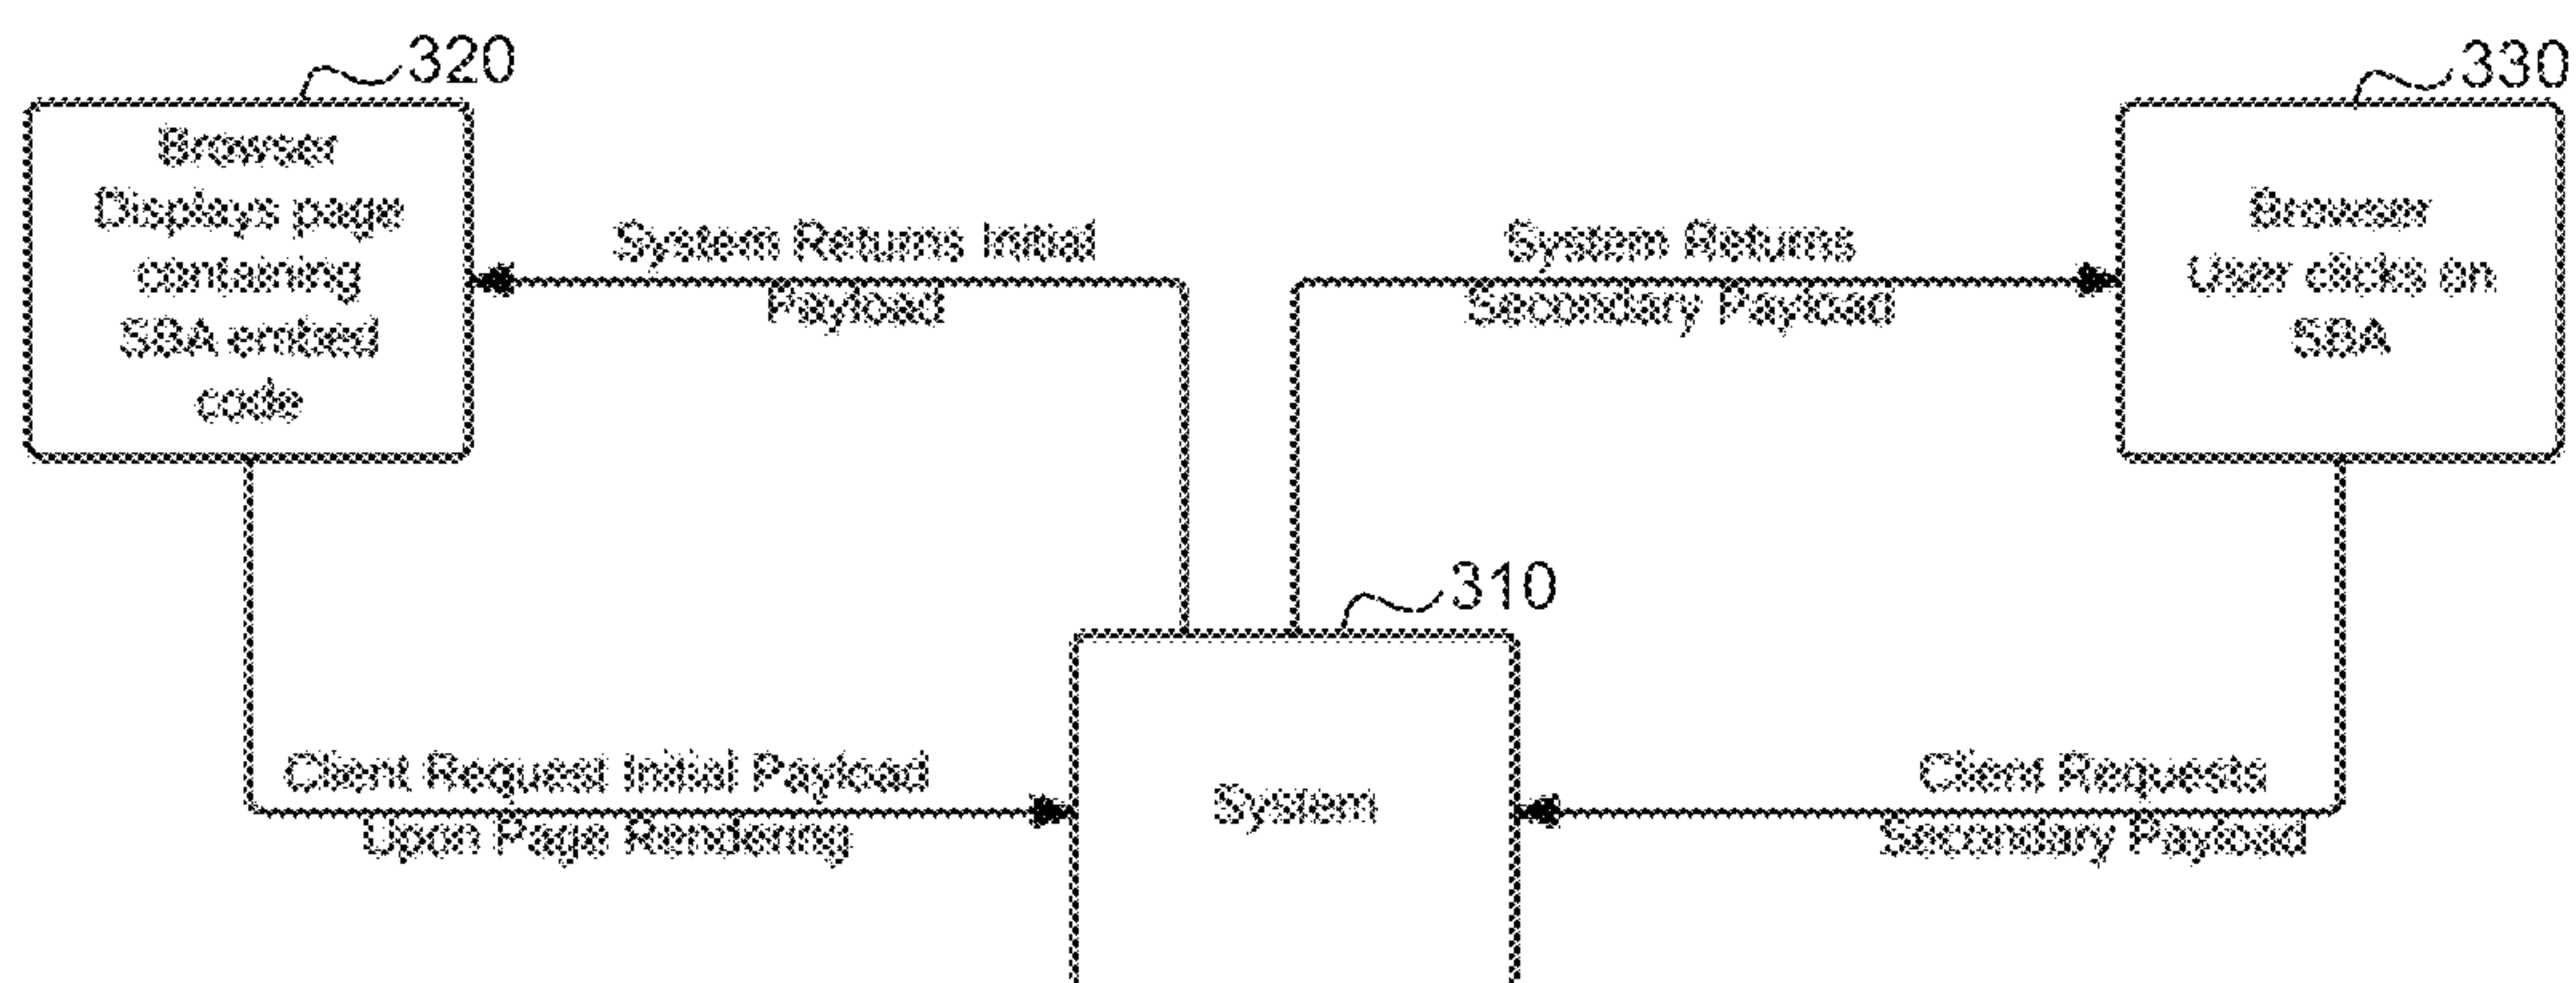 320
Browser
Displays page
containing
SBA embed
code
System Returns Initial
Payload
System Returns
Secondary Payload
330
Browser
User clicks on
SBA
310
System
Client Request Initial Payload
Upon Page Rendering
Client Requests
Secondary Payload